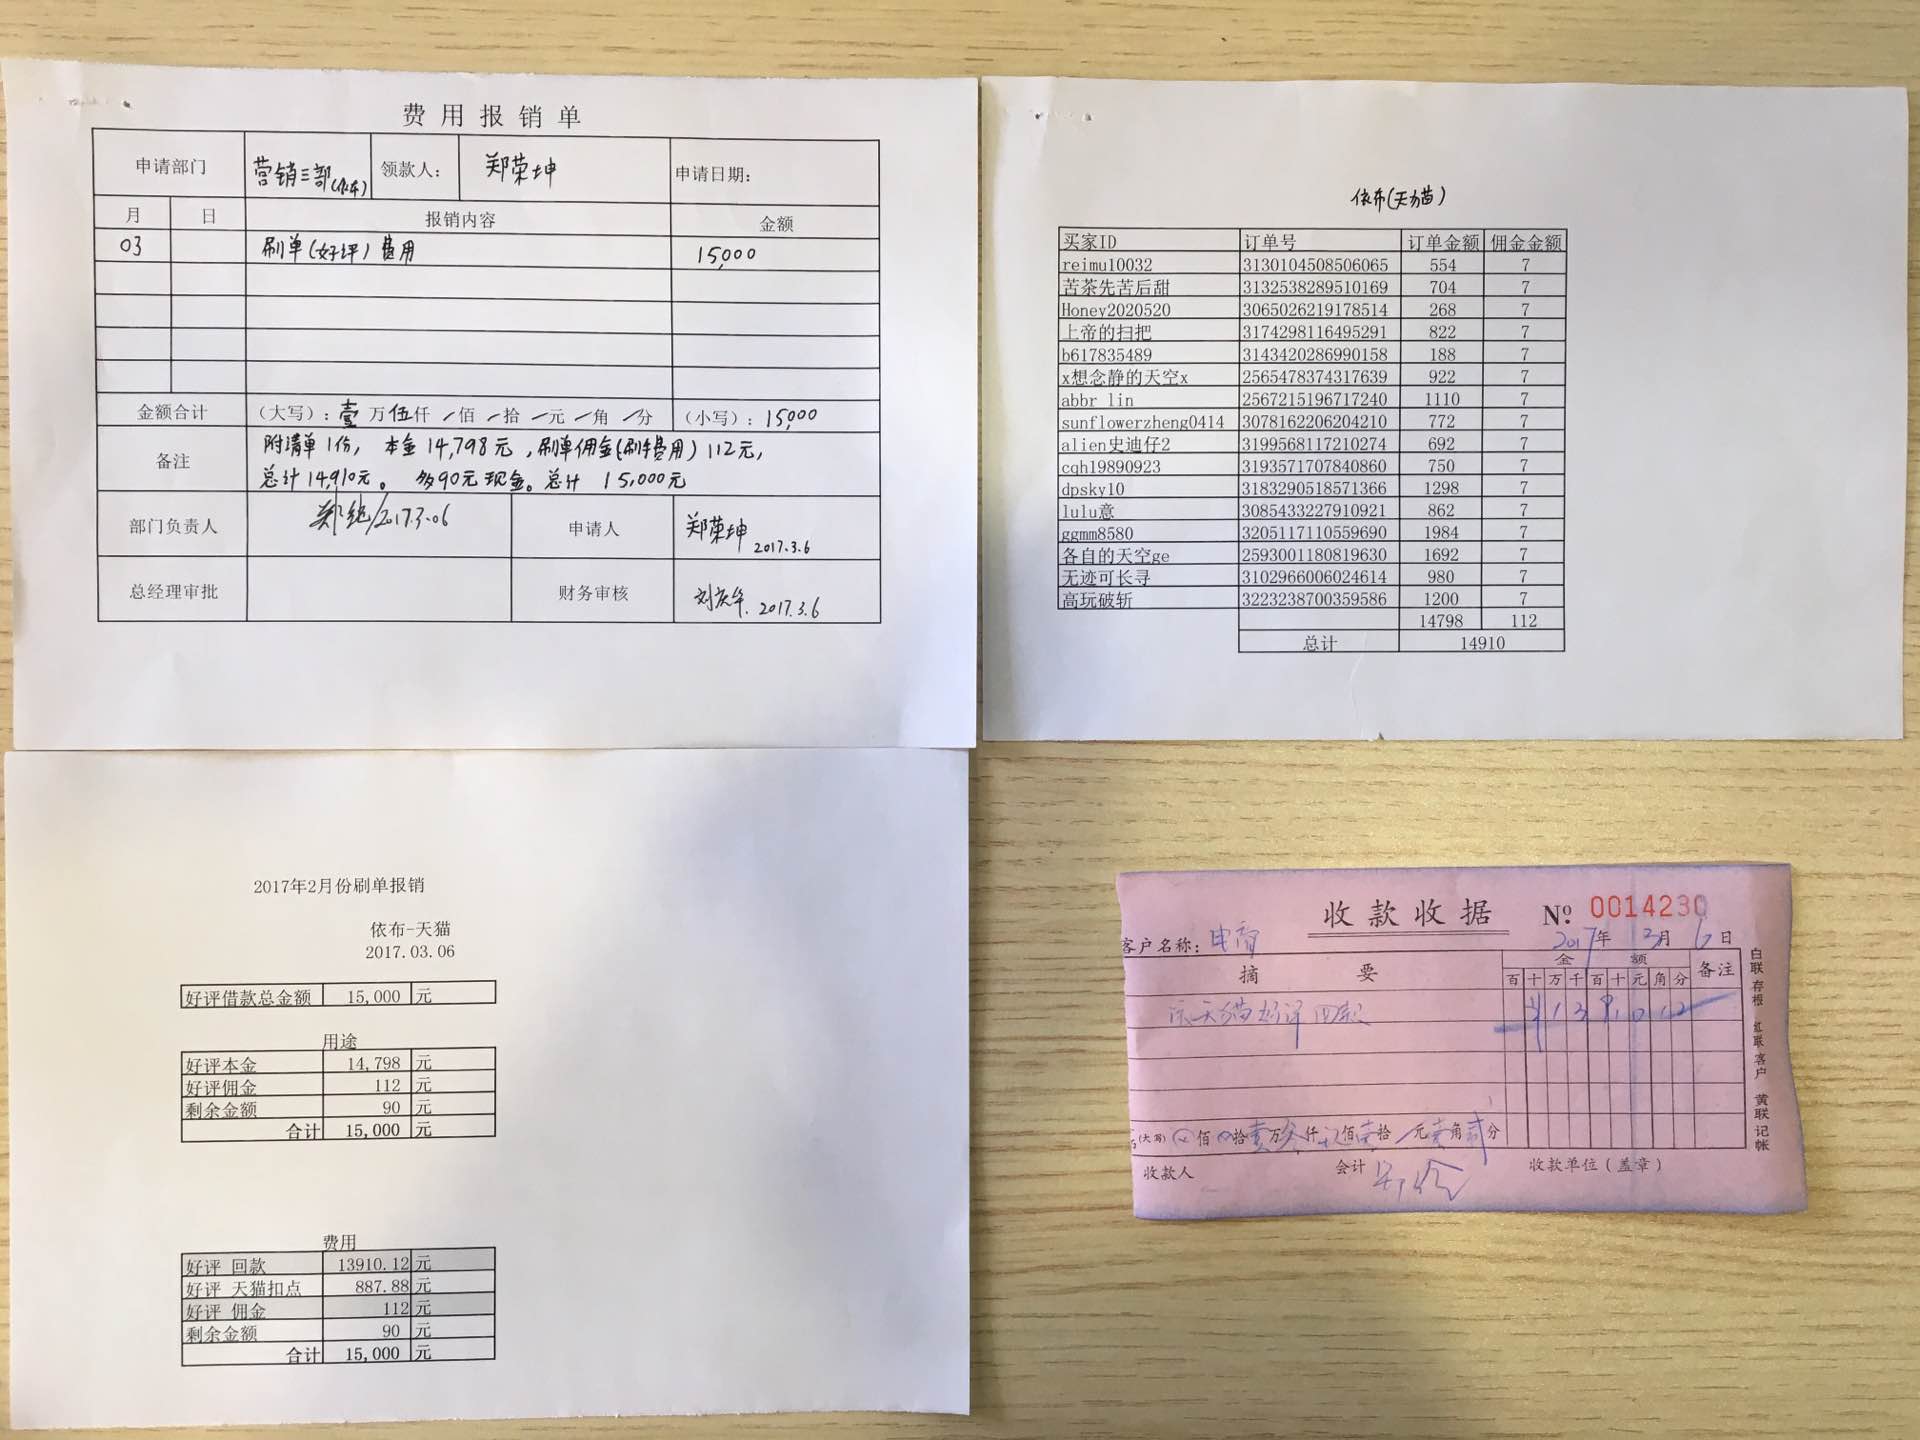 费用报销单
申请部门 营销三部(依布) 领款人: 郑荣坤 申请日期:
月 日 报销内容 金额
03 刷单(好评)费用 15,000
金额合计 (大写): 壹万伍仟/佰/拾/元/角/分 (小写): 15,000
备注 附清单1份, 本金14,798元, 刷单佣金(刷手费用)112元,
总计14,910元。 多90元现金。总计 15,000元
部门负责人 2017.3.06 申请人 郑荣坤 2017.3.6
总经理审批 财务审核 刘庆华. 2017.3.6
依布(天猫)
买家ID 订单号 订单金额 佣金金额
reimu10032 3130104508506065 554 7
苦茶先苦后甜 3132538289510169 704 7
Honey2020520 3065026219178514 268 7
上帝的扫把 3174298116495291 822 7
b617835489 3143420286990158 188 7
x想念静的天空x 2565478374317639 922 7
abbr lin 2567215196717240 1110 7
sunflowerzheng0414 3078162206204210 772 7
alien史迪仔2 3199568117210274 692 7
cqh19890923 3193571707840860 750 7
dpsky10 3183290518571366 1298 7
lulu意 3085433227910921 862 7
ggmm8580 3205117110559690 1984 7
各自的天空ge 2593001180819630 1692 7
无迹可长寻 3102966006024614 980 7
高玩破斩 3223238700359586 1200 7
14798 112
总计 14910
2017年2月份刷单报销
依布-天猫
2017.03.06
好评借款总金额 15,000 元
用途
好评本金 14,798 元
好评佣金 112 元
剩余金额 90 元
合计 15,000 元
费用
好评 回款 13910.12 元
好评 天猫扣点 887.88 元
好评 佣金 112 元
剩余金额 90 元
合计 15,000 元
收款收据 Nº 0014230
客户名称: 电商 2017年3月6日
摘要 金额 备注
百十万千百十元角分
天猫好评回款 ¥1391012
(大写) 佰 拾壹万叁仟玖佰壹拾/元壹角贰分
收款人 会计 收款单位(盖章)
白联存根 红联客户 黄联记帐